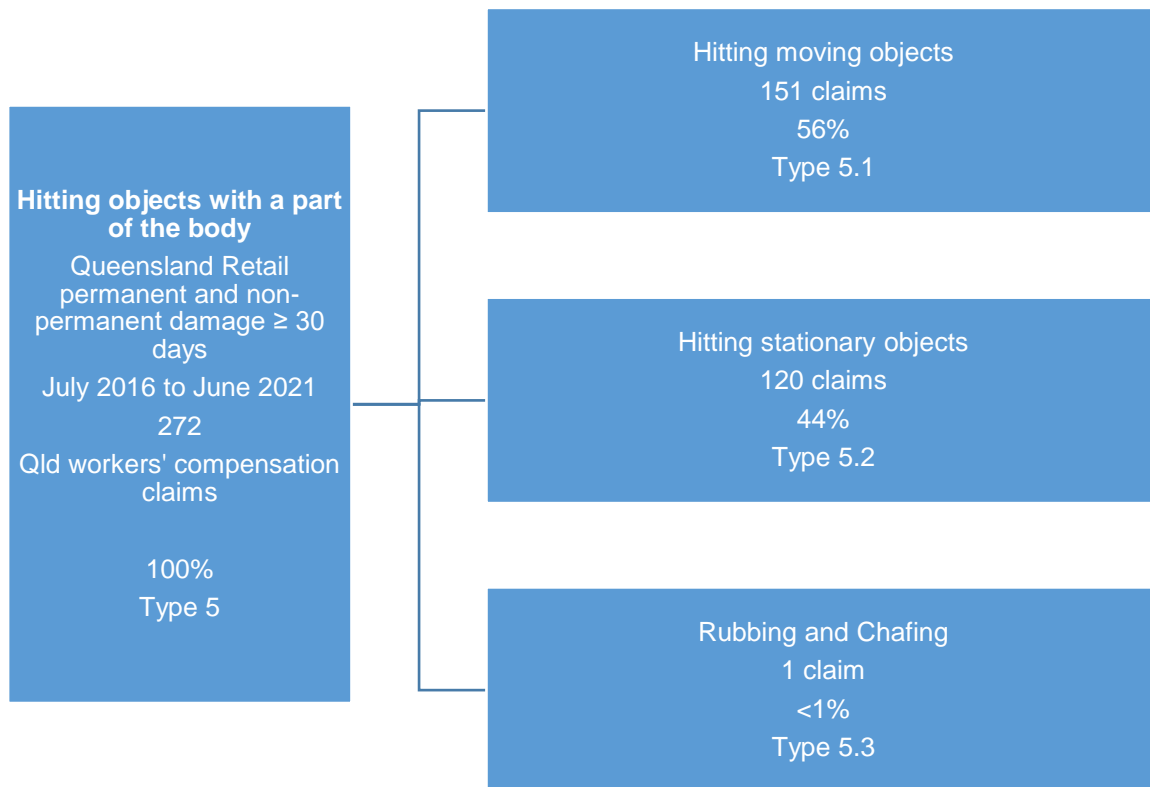 Hitting objects with a part
of the body
Queensland Retail
permanent and non-
permanent damage ≥ 30
days
July 2016 to June 2021
272
Qld workers' compensation
claims
100%
Type 5
Hitting moving objects
151 claims
56%
Type 5.1
Hitting stationary objects
120 claims
44%
Type 5.2
Rubbing and Chafing
1 claim
<1%
Type 5.3